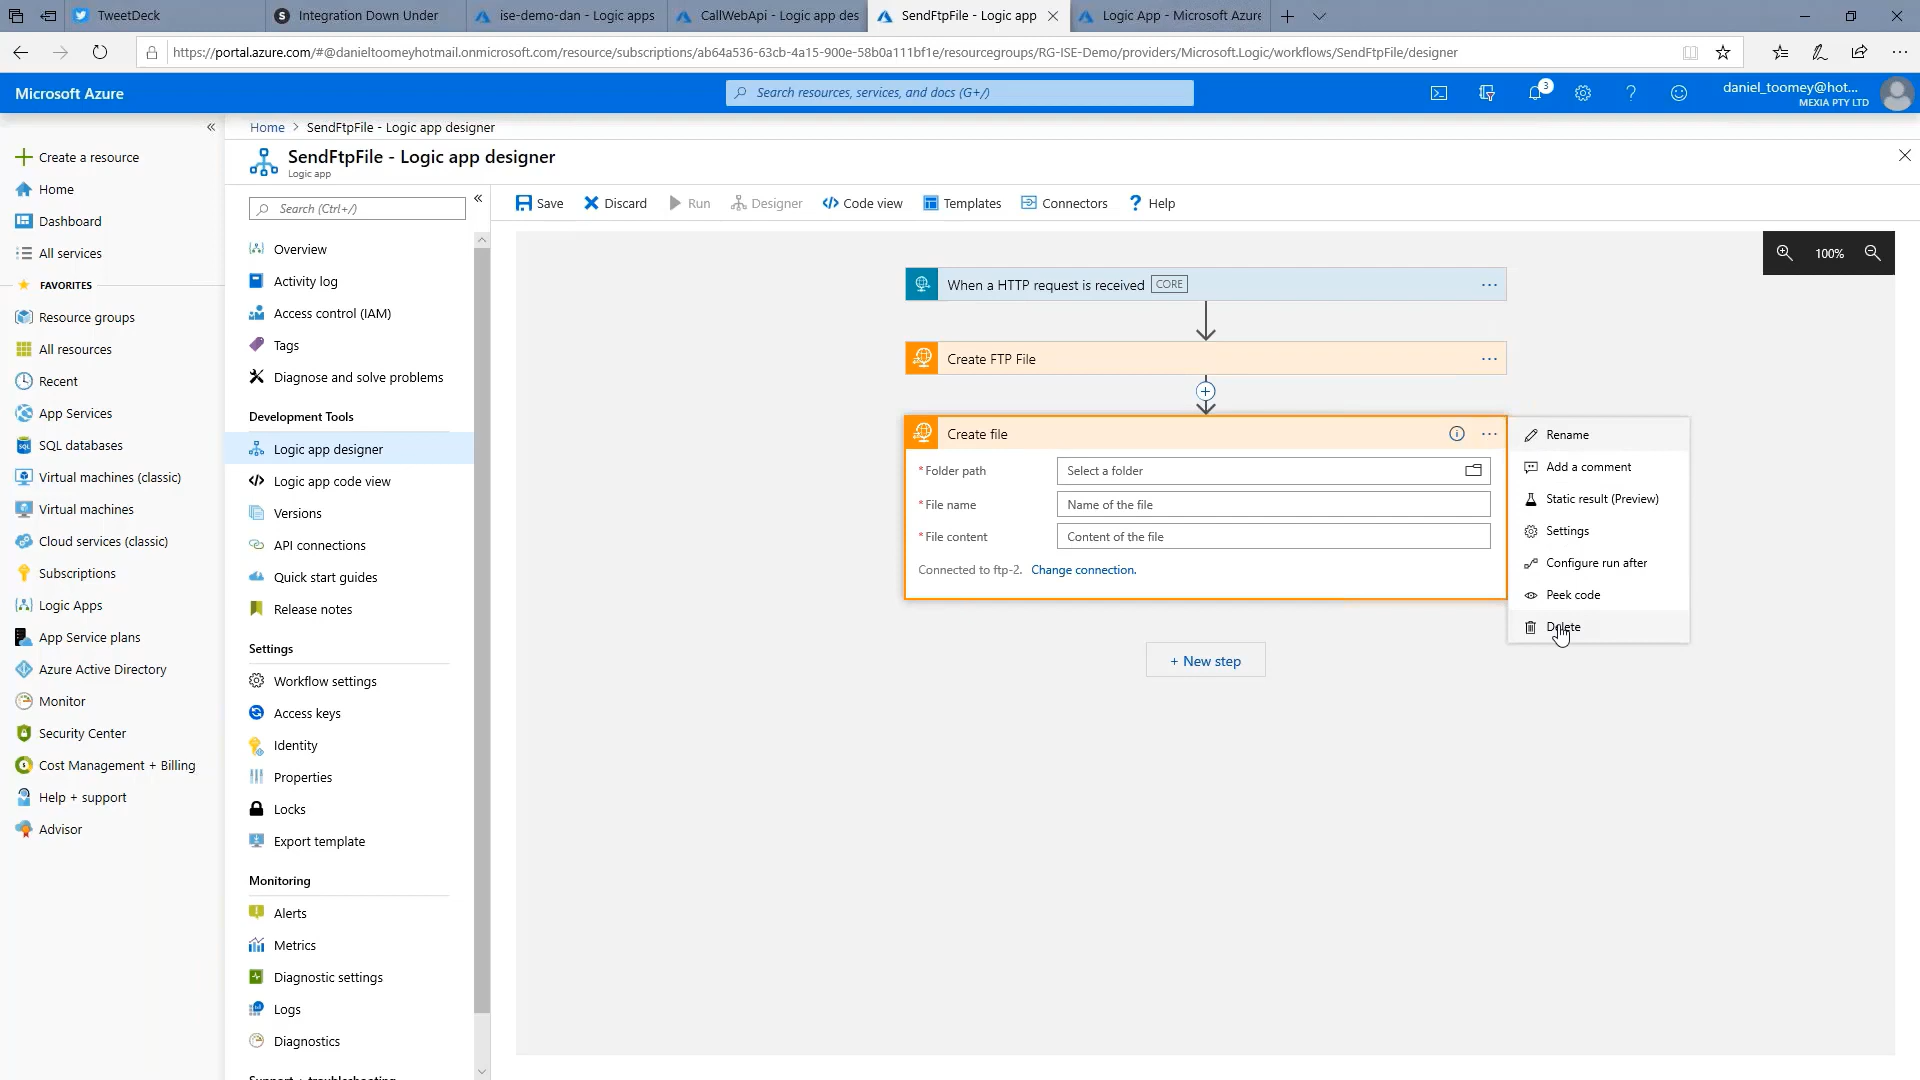 TweetDeck
Integration Down Under
ise-demo-dan - Logic apps
CallWebApi - Logic app des
SendFtpFile - Logic app
Logic App - Microsoft Azure
https://portal.azure.com/#@danieltoomeyhotmail.onmicrosoft.com/resource/subscriptions/ab64a536-63cb-4a15-900e-58b0a111bf1e/resourcegroups/RG-ISE-Demo/providers/Microsoft.Logic/workflows/SendFtpFile/designer
Microsoft Azure
Search resources, services, and docs (G+/)
3
daniel_toomey@hot...
MEXIA PTY LTD
Create a resource
Home
Dashboard
All services
FAVORITES
Resource groups
All resources
Recent
App Services
SQL databases
Virtual machines (classic)
Virtual machines
Cloud services (classic)
Subscriptions
Logic Apps
App Service plans
Azure Active Directory
Monitor
Security Center
Cost Management + Billing
Help + support
Advisor
Home > SendFtpFile - Logic app designer
SendFtpFile - Logic app designer
Logic app
Search (Ctrl+/)
Overview
Activity log
Access control (IAM)
Tags
Diagnose and solve problems
Development Tools
Logic app designer
Logic app code view
Versions
API connections
Quick start guides
Release notes
Settings
Workflow settings
Access keys
Identity
Properties
Locks
Export template
Monitoring
Alerts
Metrics
Diagnostic settings
Logs
Diagnostics
Support + troubleshooting
Save
Discard
Run
Designer
Code view
Templates
Connectors
Help
100%
When a HTTP request is received CORE
Create FTP File
Create file
* Folder path
Select a folder
* File name
Name of the file
* File content
Content of the file
Connected to ftp-2. Change connection.
+ New step
Rename
Add a comment
Static result (Preview)
Settings
Configure run after
Peek code
Delete